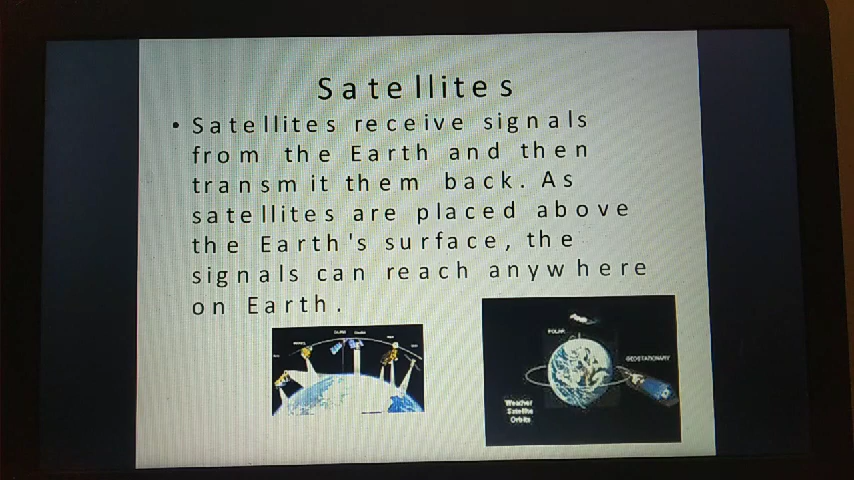 Satellites
• Satellites receive signals
from the Earth and then
transmit them back. As
satellites are placed above
the Earth's surface, the
signals can reach anywhere
on Earth.
POLAR
GEOSTATIONARY
Weather
Satellite
Orbits